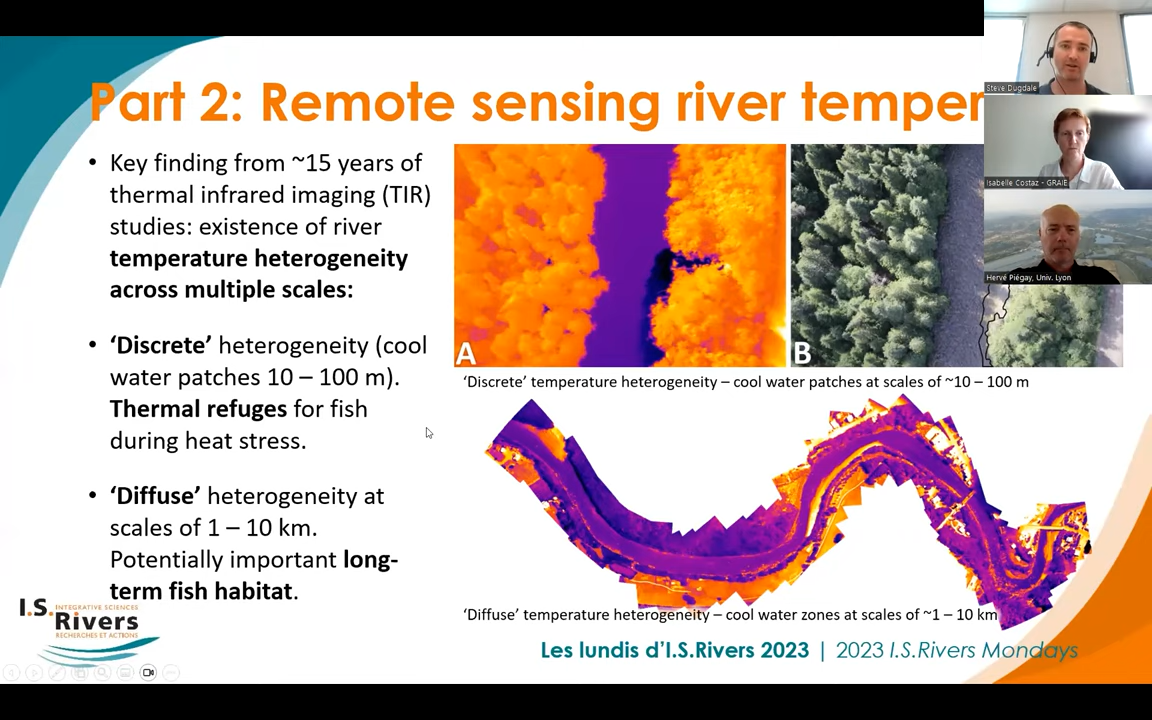 Part 2: Remote sensing river temper
• Key finding from ~15 years of
thermal infrared imaging (TIR)
studies: existence of river
temperature heterogeneity
across multiple scales:
• ‘Discrete’ heterogeneity (cool
water patches 10 – 100 m).
Thermal refuges for fish
during heat stress.
• ‘Diffuse’ heterogeneity at
scales of 1 – 10 km.
Potentially important long-
term fish habitat.
A
B
‘Discrete’ temperature heterogeneity – cool water patches at scales of ~10 – 100 m
‘Diffuse’ temperature heterogeneity – cool water zones at scales of ~1 – 10 km
Steve Dugdale
Isabelle Costaz - GRAIE
Hervé Piégay, Univ. Lyon
I.S.
INTEGRATIVE SCIENCES
Rivers
RECHERCHES ET ACTIONS
Les lundis d’I.S.Rivers 2023 | 2023 I.S.Rivers Mondays